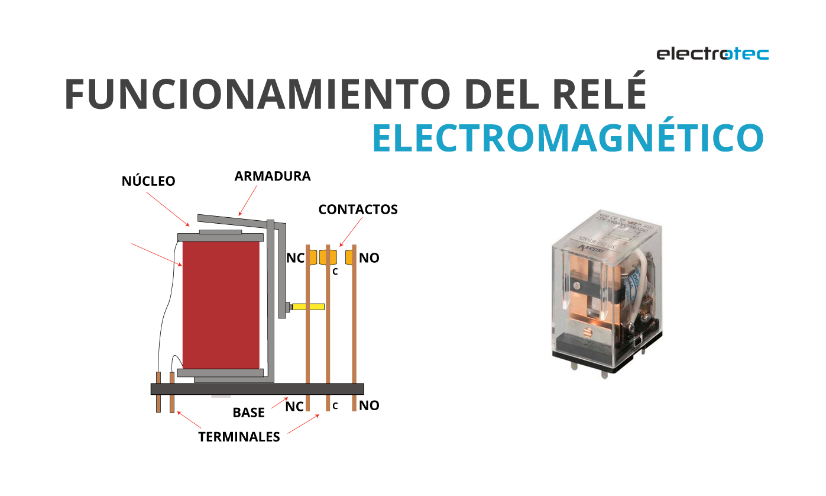 electrotec
FUNCIONAMIENTO DEL RELÉ
ELECTROMAGNÉTICO
NÚCLEO
ARMADURA
CONTACTOS
NC
C
NO
BASE
NC
C
NO
TERMINALES